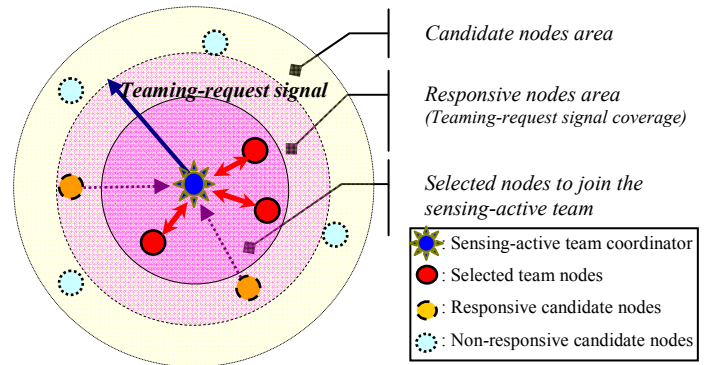 Candidate nodes area
Teaming-request signal
Responsive nodes area
(Teaming-request signal coverage)
Selected nodes to join the
sensing-active team
: Sensing-active team coordinator
: Selected team nodes
: Responsive candidate nodes
: Non-responsive candidate nodes